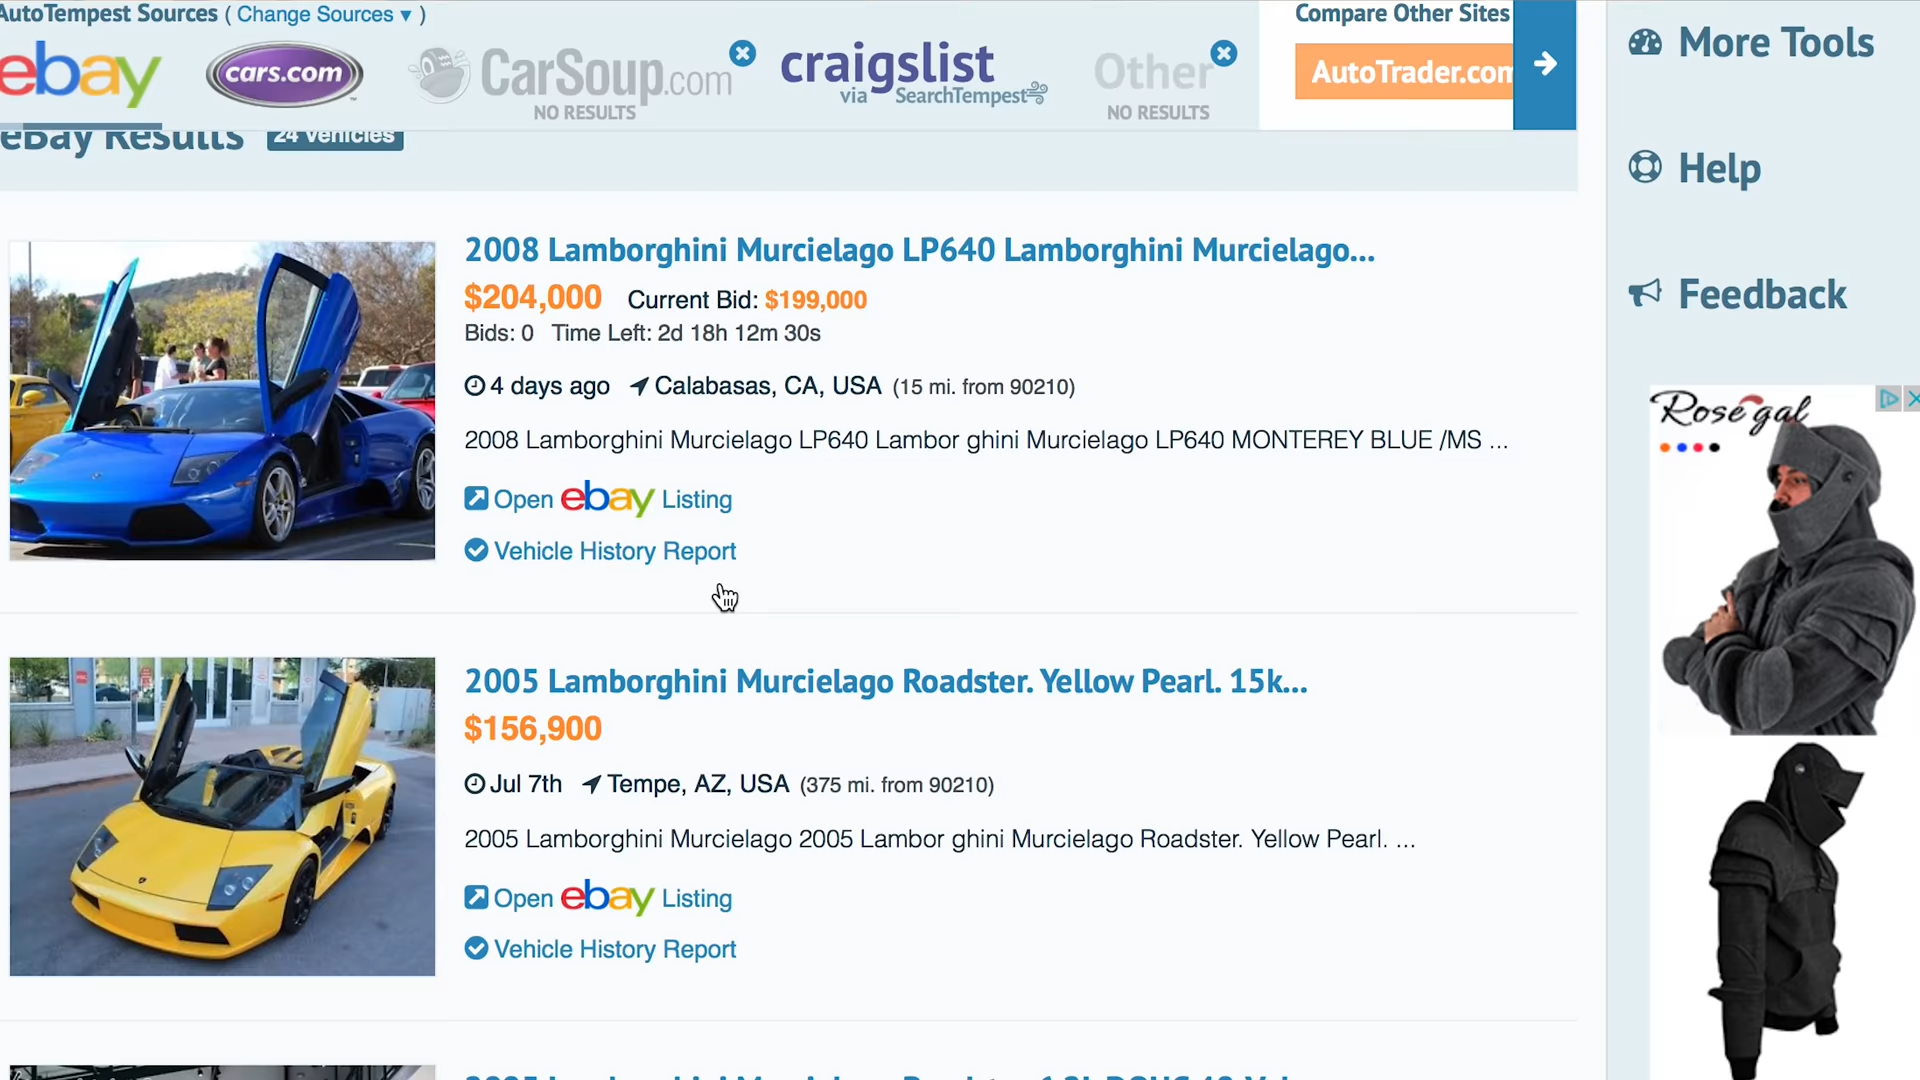 AutoTempest Sources ( Change Sources ▾ )
Compare Other Sites
ebay
cars.com
CarSoup.com
NO RESULTS
craigslist
via SearchTempest
Other
NO RESULTS
AutoTrader.com
More Tools
Help
Feedback
eBay Results 24 vehicles
2008 Lamborghini Murcielago LP640 Lamborghini Murcielago...
$204,000 Current Bid: $199,000
Bids: 0 Time Left: 2d 18h 12m 30s
4 days ago Calabasas, CA, USA (15 mi. from 90210)
2008 Lamborghini Murcielago LP640 Lambor ghini Murcielago LP640 MONTEREY BLUE /MS ...
Open ebay Listing
Vehicle History Report
2005 Lamborghini Murcielago Roadster. Yellow Pearl. 15k...
$156,900
Jul 7th Tempe, AZ, USA (375 mi. from 90210)
2005 Lamborghini Murcielago 2005 Lambor ghini Murcielago Roadster. Yellow Pearl. ...
Open ebay Listing
Vehicle History Report
Rosegal